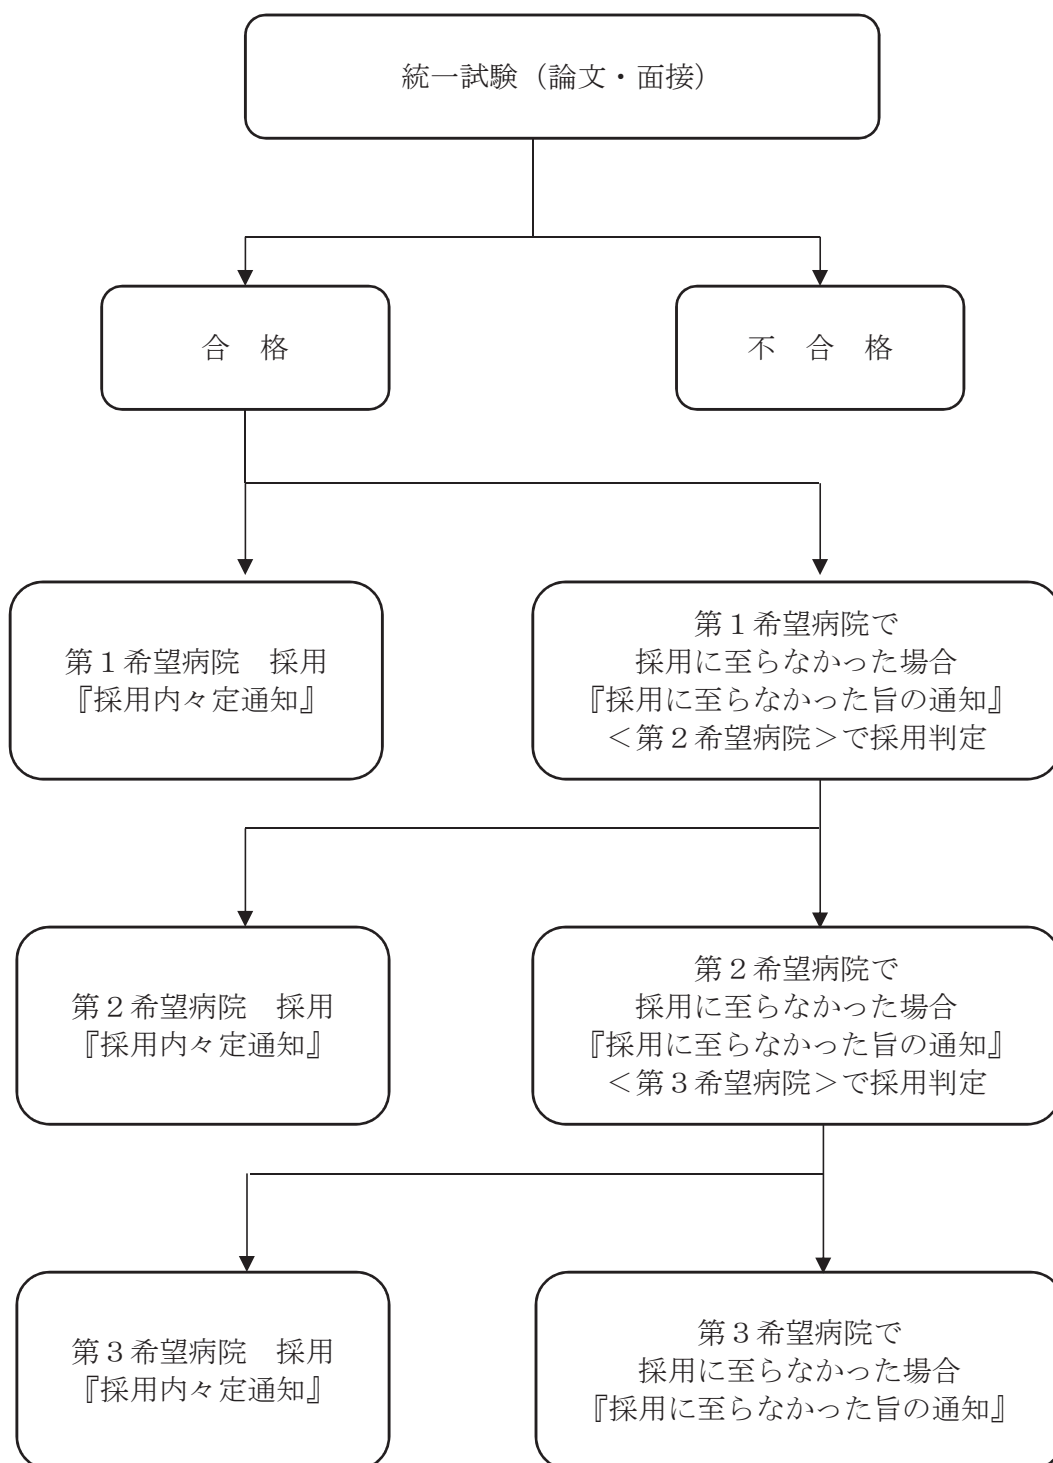 統一試験（論文・面接）
合　格
不　合　格
第１希望病院　採用
『採用内々定通知』
第１希望病院で
採用に至らなかった場合
『採用に至らなかった旨の通知』
＜第２希望病院＞で採用判定
第２希望病院　採用
『採用内々定通知』
第２希望病院で
採用に至らなかった場合
『採用に至らなかった旨の通知』
＜第３希望病院＞で採用判定
第３希望病院　採用
『採用内々定通知』
第３希望病院で
採用に至らなかった場合
『採用に至らなかった旨の通知』